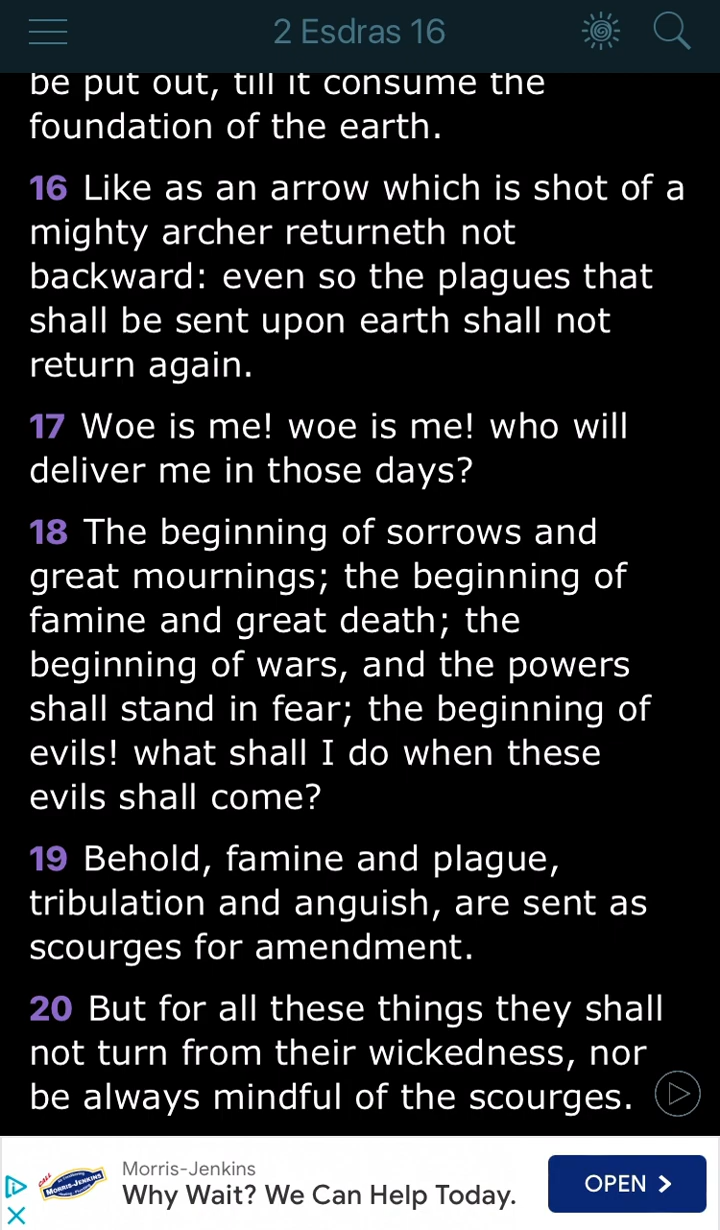 2 Esdras 16
be put out, till it consume the
foundation of the earth.
16 Like as an arrow which is shot of a
mighty archer returneth not
backward: even so the plagues that
shall be sent upon earth shall not
return again.
17 Woe is me! woe is me! who will
deliver me in those days?
18 The beginning of sorrows and
great mournings; the beginning of
famine and great death; the
beginning of wars, and the powers
shall stand in fear; the beginning of
evils! what shall I do when these
evils shall come?
19 Behold, famine and plague,
tribulation and anguish, are sent as
scourges for amendment.
20 But for all these things they shall
not turn from their wickedness, nor
be always mindful of the scourges.
Morris-Jenkins
Why Wait? We Can Help Today.
OPEN
CALL
MORRIS-JENKINS